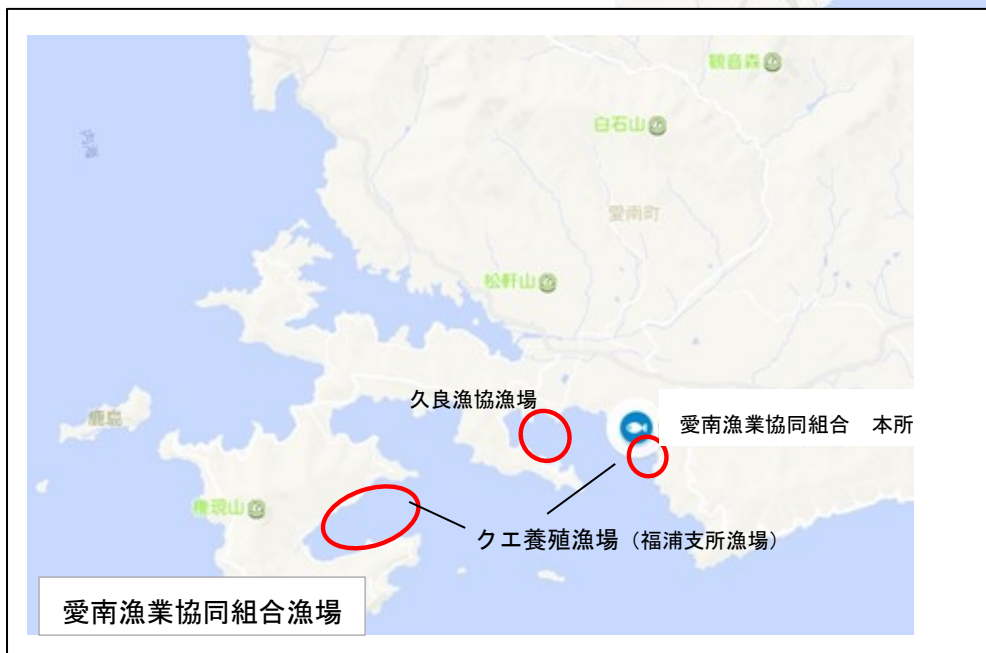 観音森
白石山
愛南町
松軒山
久良漁協漁場
鹿島
愛南漁業協同組合 本所
権現山
クエ養殖漁場（福浦支所漁場）
愛南漁業協同組合漁場